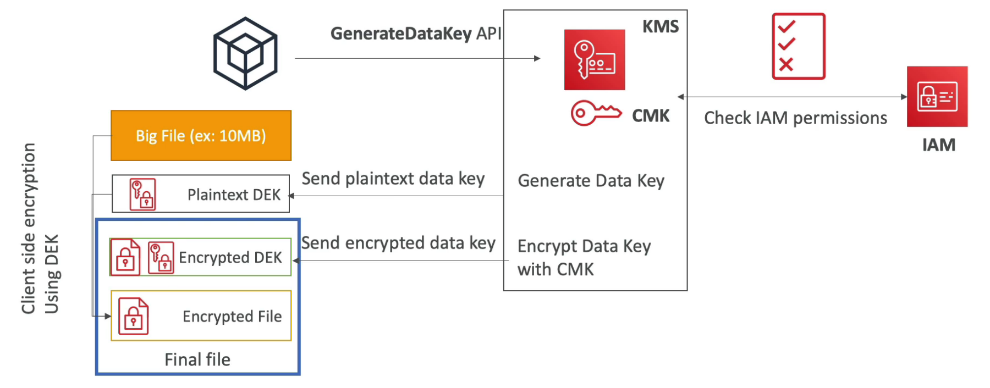 GenerateDataKey API
KMS
CMK
Check IAM permissions
IAM
Big File (ex: 10MB)
Client side encryption
Using DEK
Plaintext DEK
Send plaintext data key
Generate Data Key
Encrypted DEK
Send encrypted data key
Encrypt Data Key
with CMK
Encrypted File
Final file